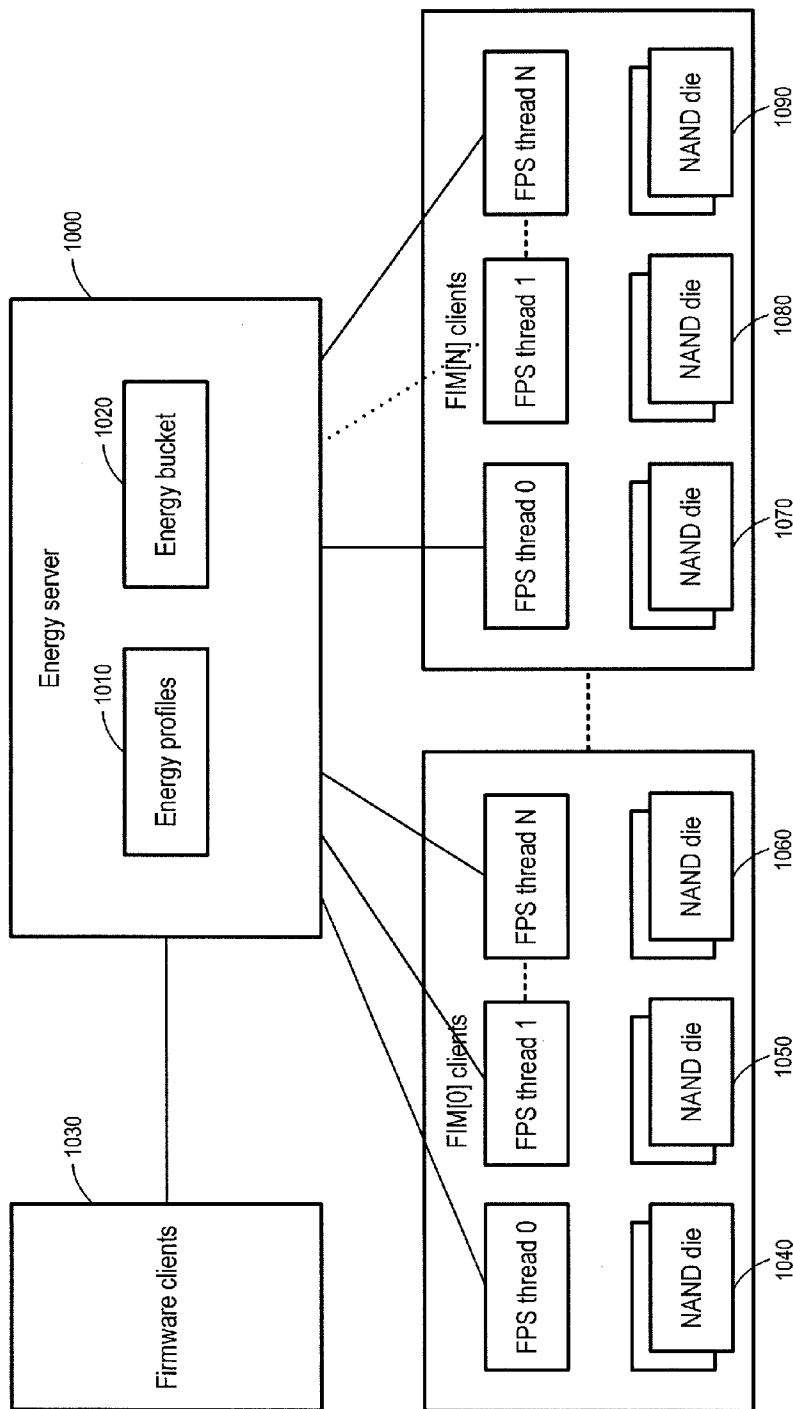 1000
Energy server
1010
Energy profiles
1020
Energy bucket
1030
Firmware clients
FIM[0] clients
FPS thread 0
FPS thread 1
FPS thread N
NAND die
NAND die
NAND die
1040
1050
1060
FIM[N] clients
FPS thread 0
FPS thread 1
FPS thread N
NAND die
NAND die
NAND die
1070
1080
1090